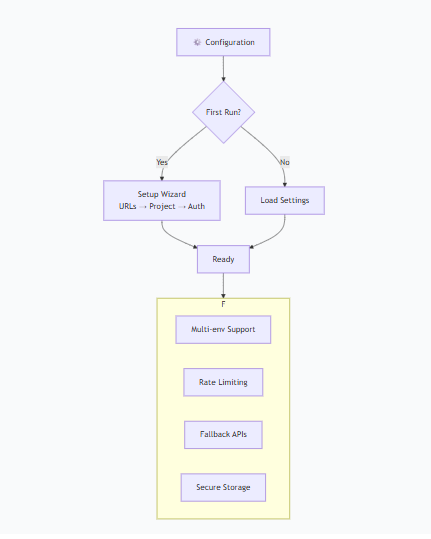 ⚙ Configuration
First Run?
Yes
No
Setup Wizard
URLs → Project → Auth
Load Settings
Ready
F
Multi-env Support
Rate Limiting
Fallback APIs
Secure Storage